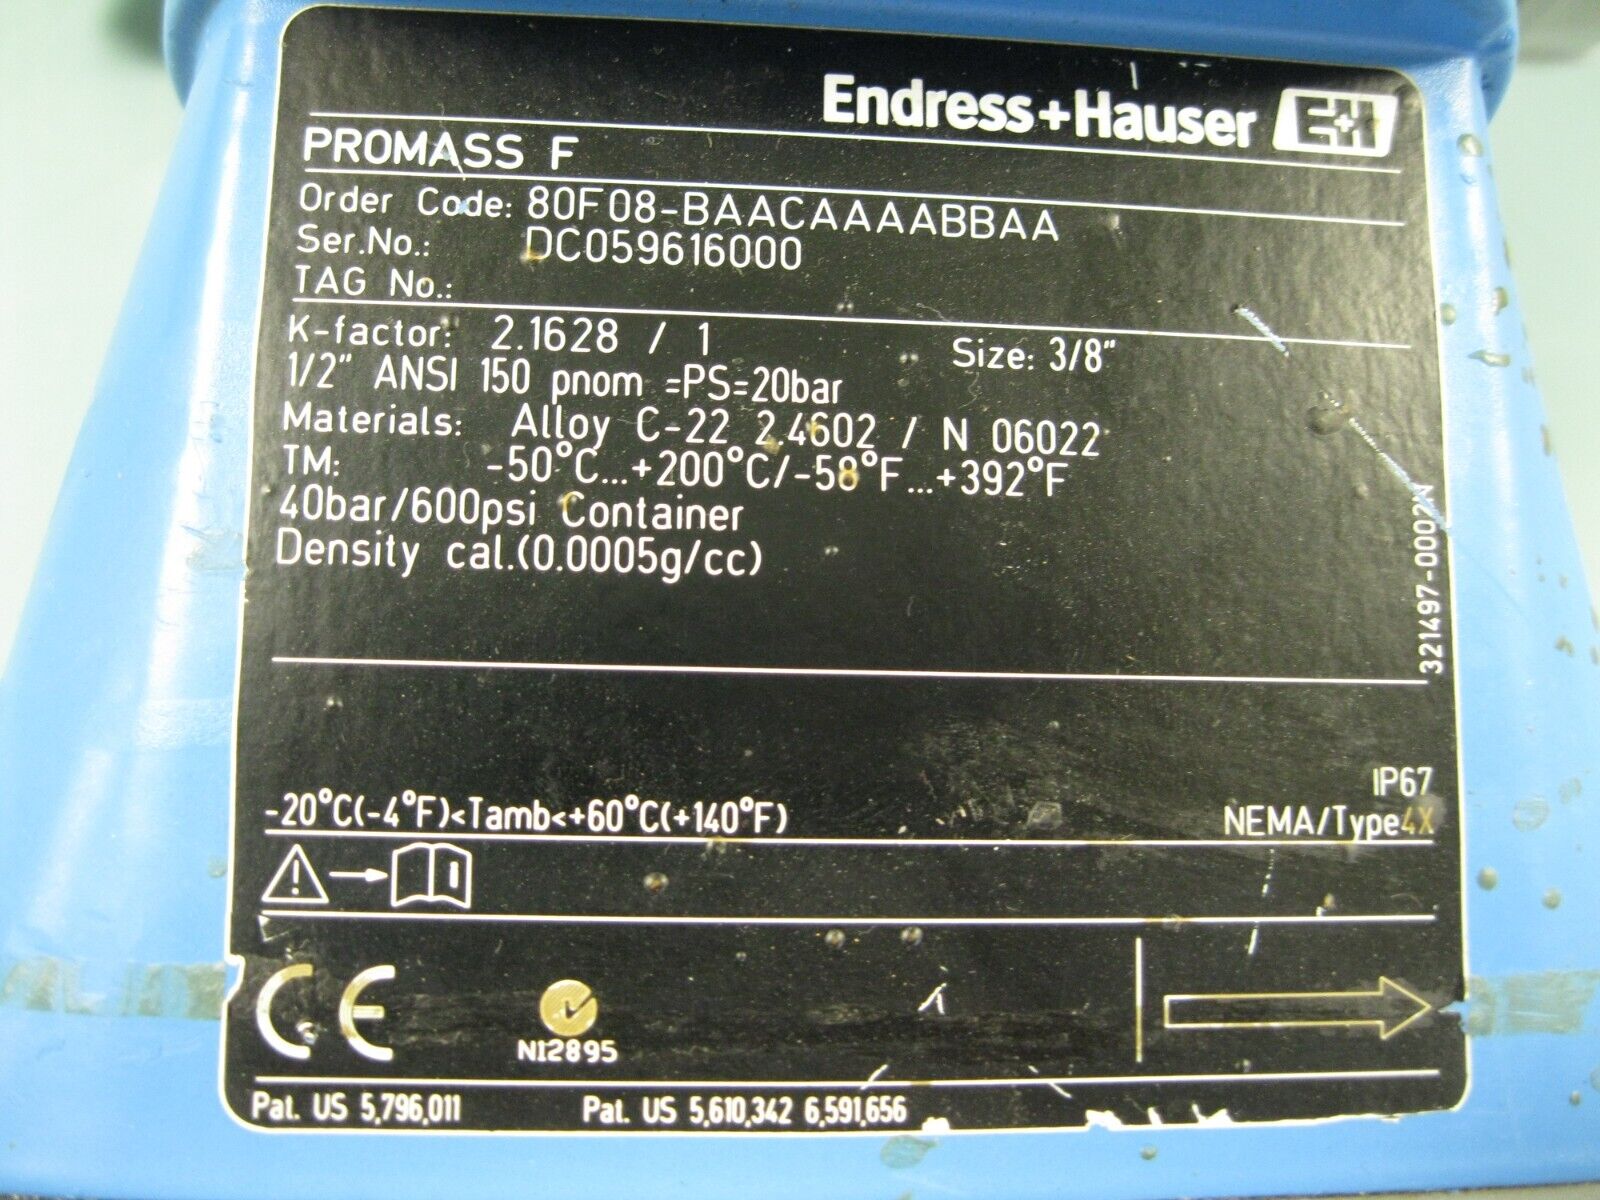 Endress+Hauser E+H
PROMASS F
Order Code: 80F08-BAACAAAABBAA
Ser.No.: DC059616000
TAG No.:
K-factor: 2.1628 / 1 Size: 3/8"
1/2" ANSI 150 pnom =PS=20bar
Materials: Alloy C-22 2.4602 / N 06022
TM: -50°C...+200°C/-58°F...+392°F
40bar/600psi Container
Density cal.(0.0005g/cc)
321497-0002N
IP67
-20°C(-4°F)<Tamb<+60°C(+140°F) NEMA/Type4X
CE
N12895
Pat. US 5,796,011 Pat. US 5,610,342 6,591,656